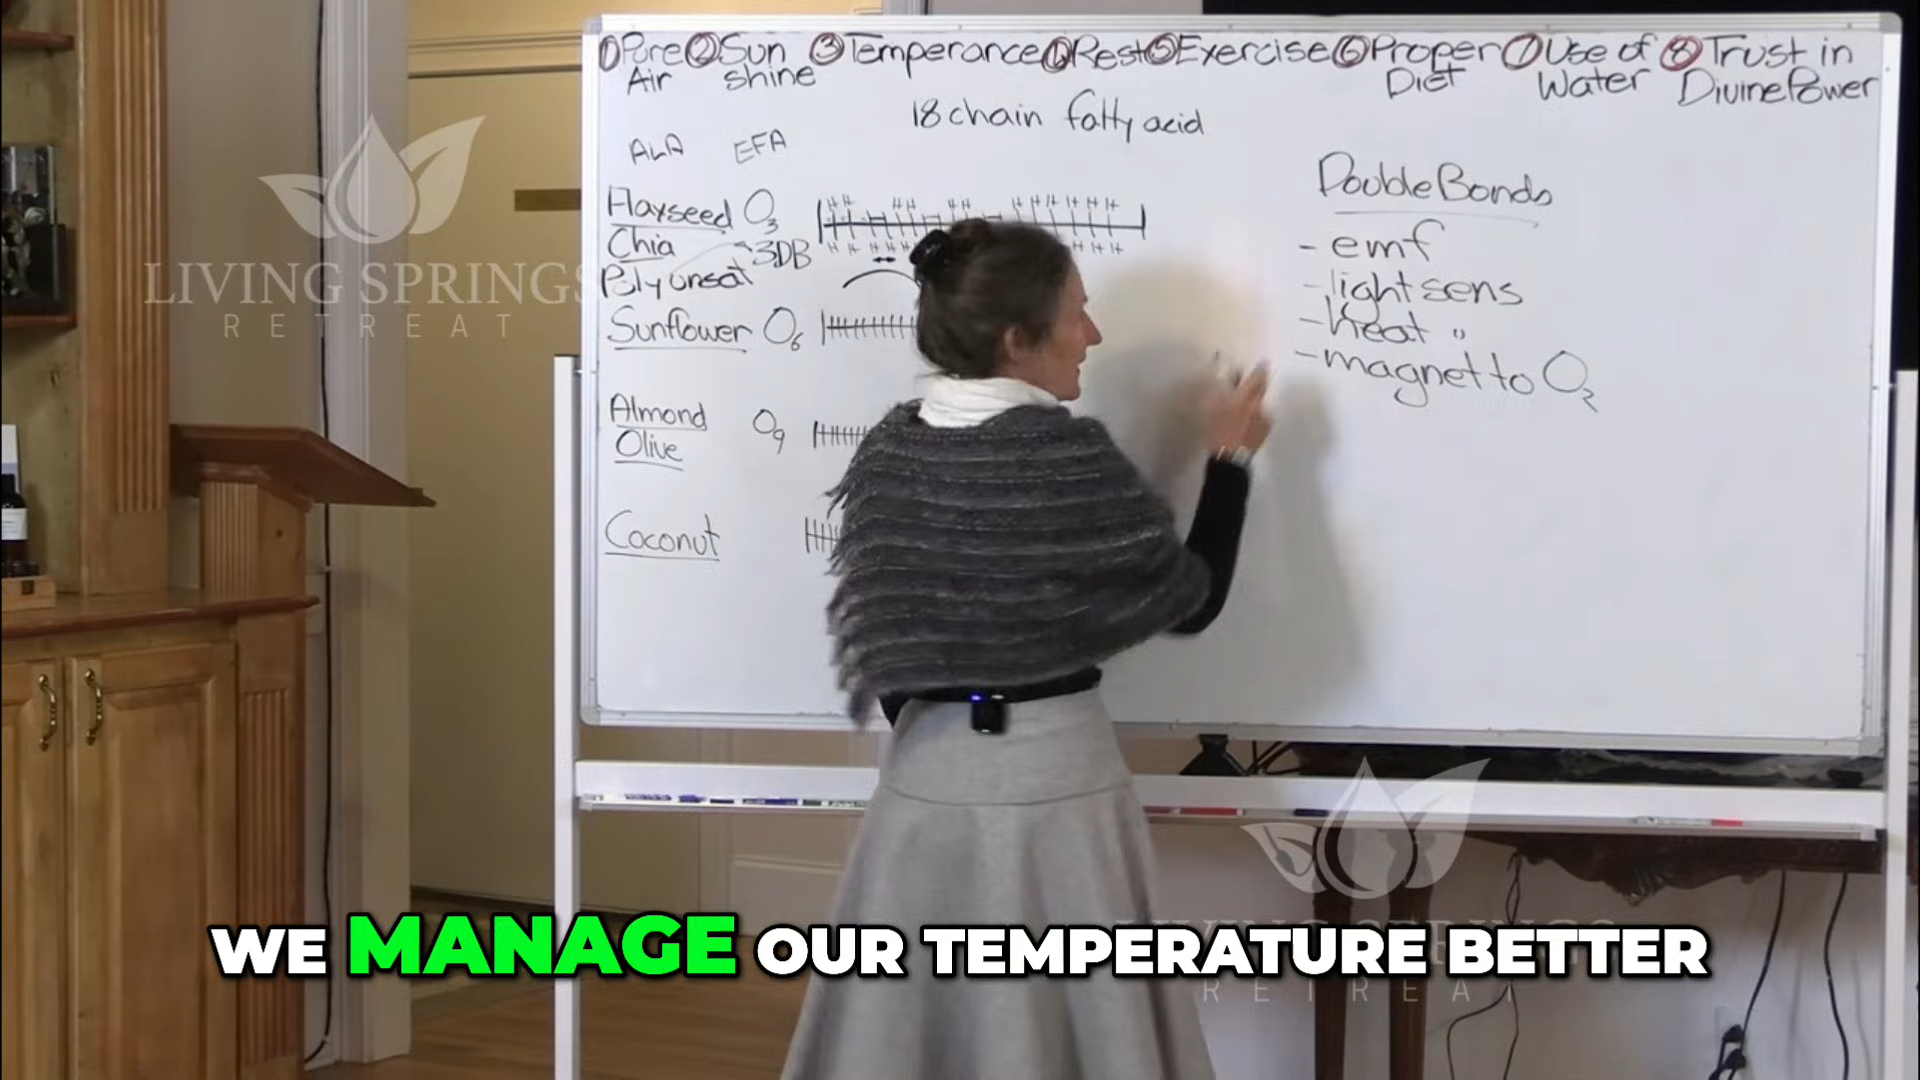 ①Pure ②Sun ③Temperance ④Rest ⑤Exercise ⑥Proper ⑦Use of ⑧Trust in
Air shine Diet Water Divine Power
18 chain fatty acid
ALA EFA
Flaxseed O3
Chia 3DB
Polyunsat
Sunflower O6
Almond O9
Olive
Coconut
Double Bonds
- emf
- light sens
- heat "
- magnet to O2
LIVING SPRINGS
RETREAT
WE MANAGE OUR TEMPERATURE BETTER
RETREAT